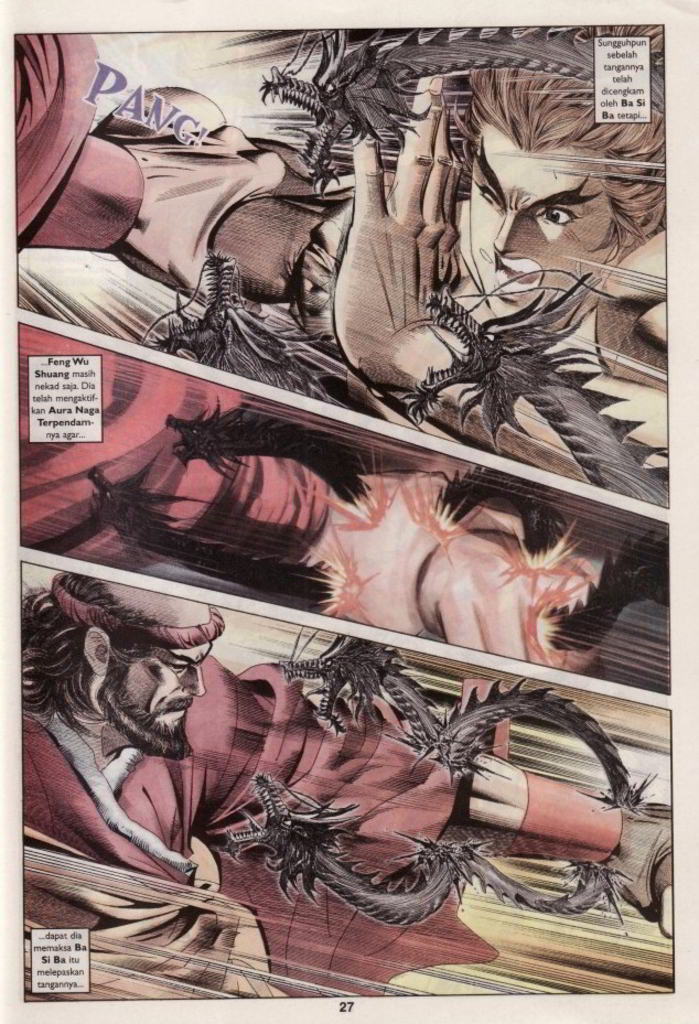 PANG!
Sungguhpun
sebelah
tangannya
telah
dicengkam
oleh Ba Si
Ba tetapi...
...Feng Wu
Shuang masih
nekad saja. Dia
telah mengaktif-
kan Aura Naga
Terpendam-
nya agar...
...dapat dia
memaksa Ba
Si Ba itu
melepaskan
tangannya...
27